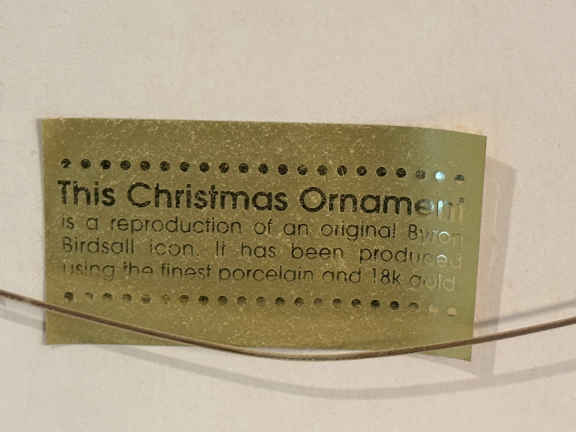 This Christmas Ornament
is a reproduction of an original Byron
Birdsall icon. It has been produced
using the finest porcelain and 18k gold